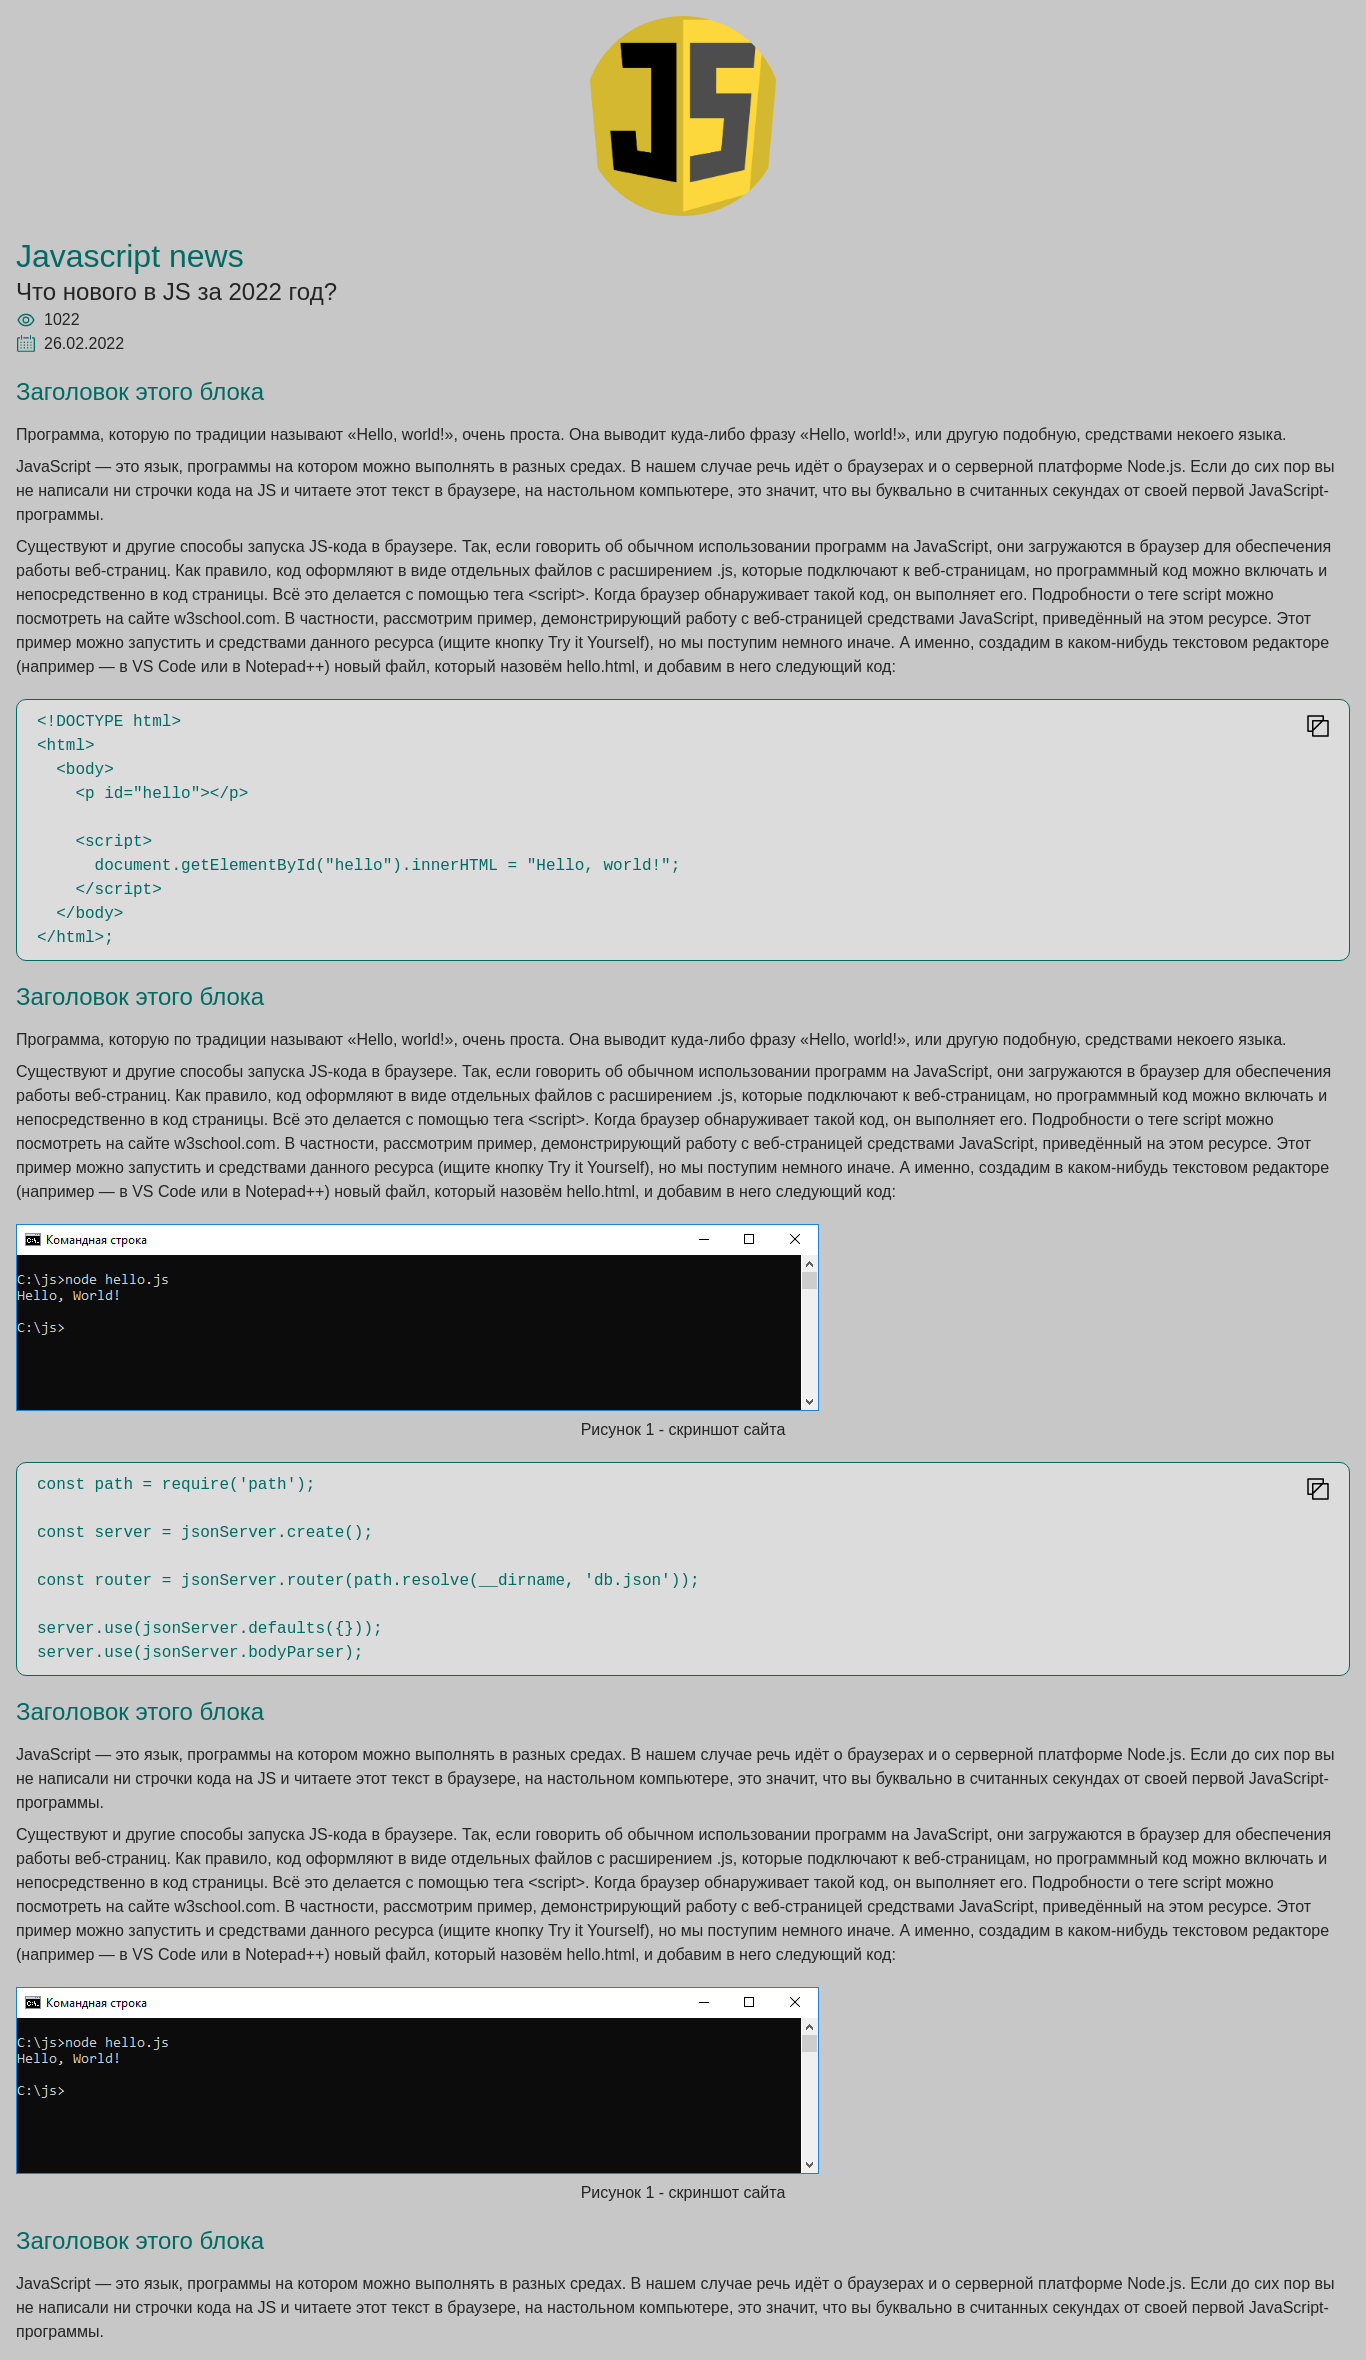 JS
Javascript news
Что нового в JS за 2022 год?
1022
26.02.2022
Заголовок этого блока
Программа, которую по традиции называют «Hello, world!», очень проста. Она выводит куда-либо фразу «Hello, world!», или другую подобную, средствами некоего языка.
JavaScript — это язык, программы на котором можно выполнять в разных средах. В нашем случае речь идёт о браузерах и о серверной платформе Node.js. Если до сих пор вы
не написали ни строчки кода на JS и читаете этот текст в браузере, на настольном компьютере, это значит, что вы буквально в считанных секундах от своей первой JavaScript-
программы.
Существуют и другие способы запуска JS-кода в браузере. Так, если говорить об обычном использовании программ на JavaScript, они загружаются в браузер для обеспечения
работы веб-страниц. Как правило, код оформляют в виде отдельных файлов с расширением .js, которые подключают к веб-страницам, но программный код можно включать и
непосредственно в код страницы. Всё это делается с помощью тега <script>. Когда браузер обнаруживает такой код, он выполняет его. Подробности о теге script можно
посмотреть на сайте w3school.com. В частности, рассмотрим пример, демонстрирующий работу с веб-страницей средствами JavaScript, приведённый на этом ресурсе. Этот
пример можно запустить и средствами данного ресурса (ищите кнопку Try it Yourself), но мы поступим немного иначе. А именно, создадим в каком-нибудь текстовом редакторе
(например — в VS Code или в Notepad++) новый файл, который назовём hello.html, и добавим в него следующий код:
<!DOCTYPE html>
<html>
  <body>
    <p id="hello"></p>
    <script>
      document.getElementById("hello").innerHTML = "Hello, world!";
    </script>
  </body>
</html>;
Заголовок этого блока
Программа, которую по традиции называют «Hello, world!», очень проста. Она выводит куда-либо фразу «Hello, world!», или другую подобную, средствами некоего языка.
Существуют и другие способы запуска JS-кода в браузере. Так, если говорить об обычном использовании программ на JavaScript, они загружаются в браузер для обеспечения
работы веб-страниц. Как правило, код оформляют в виде отдельных файлов с расширением .js, которые подключают к веб-страницам, но программный код можно включать и
непосредственно в код страницы. Всё это делается с помощью тега <script>. Когда браузер обнаруживает такой код, он выполняет его. Подробности о теге script можно
посмотреть на сайте w3school.com. В частности, рассмотрим пример, демонстрирующий работу с веб-страницей средствами JavaScript, приведённый на этом ресурсе. Этот
пример можно запустить и средствами данного ресурса (ищите кнопку Try it Yourself), но мы поступим немного иначе. А именно, создадим в каком-нибудь текстовом редакторе
(например — в VS Code или в Notepad++) новый файл, который назовём hello.html, и добавим в него следующий код:
Командная строка
C:\js>node hello.js
Hello, World!
C:\js>
Рисунок 1 - скриншот сайта
const path = require('path');
const server = jsonServer.create();
const router = jsonServer.router(path.resolve(__dirname, 'db.json'));
server.use(jsonServer.defaults({}));
server.use(jsonServer.bodyParser);
Заголовок этого блока
JavaScript — это язык, программы на котором можно выполнять в разных средах. В нашем случае речь идёт о браузерах и о серверной платформе Node.js. Если до сих пор вы
не написали ни строчки кода на JS и читаете этот текст в браузере, на настольном компьютере, это значит, что вы буквально в считанных секундах от своей первой JavaScript-
программы.
Существуют и другие способы запуска JS-кода в браузере. Так, если говорить об обычном использовании программ на JavaScript, они загружаются в браузер для обеспечения
работы веб-страниц. Как правило, код оформляют в виде отдельных файлов с расширением .js, которые подключают к веб-страницам, но программный код можно включать и
непосредственно в код страницы. Всё это делается с помощью тега <script>. Когда браузер обнаруживает такой код, он выполняет его. Подробности о теге script можно
посмотреть на сайте w3school.com. В частности, рассмотрим пример, демонстрирующий работу с веб-страницей средствами JavaScript, приведённый на этом ресурсе. Этот
пример можно запустить и средствами данного ресурса (ищите кнопку Try it Yourself), но мы поступим немного иначе. А именно, создадим в каком-нибудь текстовом редакторе
(например — в VS Code или в Notepad++) новый файл, который назовём hello.html, и добавим в него следующий код:
Командная строка
C:\js>node hello.js
Hello, World!
C:\js>
Рисунок 1 - скриншот сайта
Заголовок этого блока
JavaScript — это язык, программы на котором можно выполнять в разных средах. В нашем случае речь идёт о браузерах и о серверной платформе Node.js. Если до сих пор вы
не написали ни строчки кода на JS и читаете этот текст в браузере, на настольном компьютере, это значит, что вы буквально в считанных секундах от своей первой JavaScript-
программы.